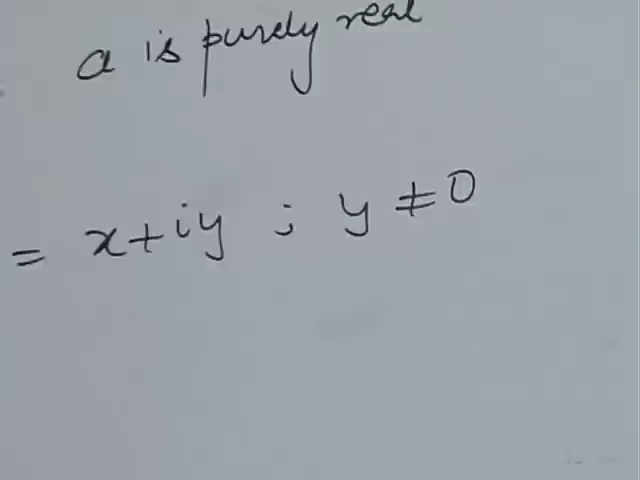 a is purely real
= x+iy ; y ≠ 0